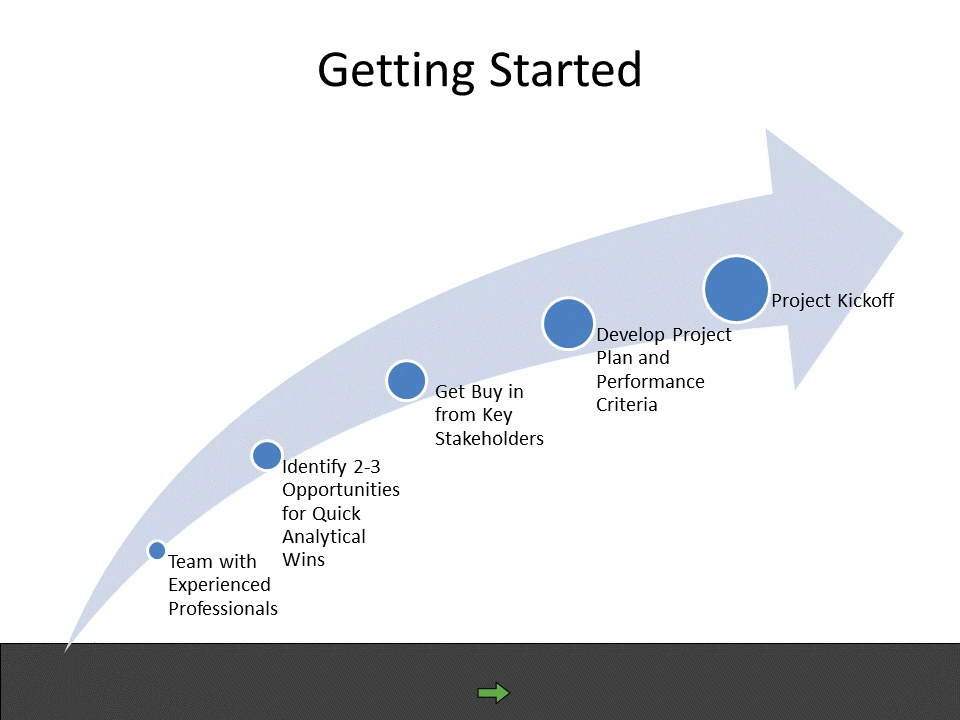 Getting Started
Team with
Experienced
Professionals
Identify 2-3
Opportunities
for Quick
Analytical
Wins
Get Buy in
from Key
Stakeholders
Develop Project
Plan and
Performance
Criteria
Project Kickoff